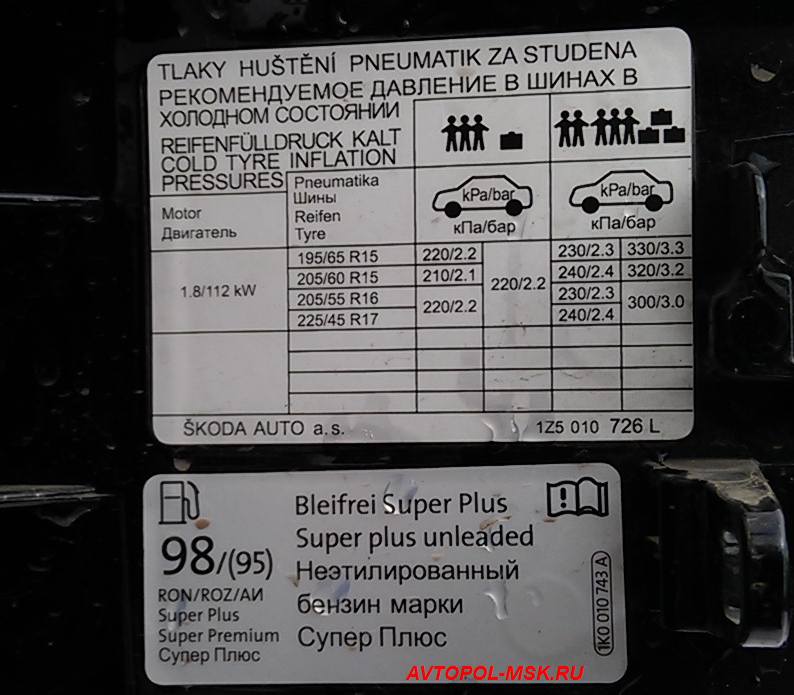 TLAKY HUŠTĚNÍ PNEUMATIK ZA STUDENA
РЕКОМЕНДУЕМОЕ ДАВЛЕНИЕ В ШИНАХ В
ХОЛОДНОМ СОСТОЯНИИ
REIFENFÜLLDRUCK KALT
COLD TYRE INFLATION
PRESSURES
Pneumatika
Шины
Reifen
Tyre
kPa/bar
кПа/бар
kPa/bar
кПа/бар
Motor
Двигатель
1.8/112 kW
195/65 R15 220/2.2 230/2.3 330/3.3
205/60 R15 210/2.1 220/2.2 240/2.4 320/3.2
205/55 R16 220/2.2 230/2.3 300/3.0
225/45 R17 240/2.4
ŠKODA AUTO a.s. 1Z5 010 726 L
98/(95)
RON/ROZ/АИ
Super Plus
Super Premium
Супер Плюс
Bleifrei Super Plus
Super plus unleaded
Неэтилированный
бензин марки
Супер Плюс
1K0 010 743 A
AVTOPOL-MSK.RU